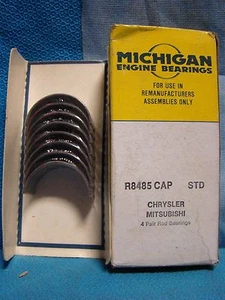 MICHIGAN
ENGINE BEARINGS
FOR USE IN
REMANUFACTURERS
ASSEMBLIES ONLY
R8485 CAP STD
CHRYSLER
MITSUBISHI
4 Pair Rod Bearings